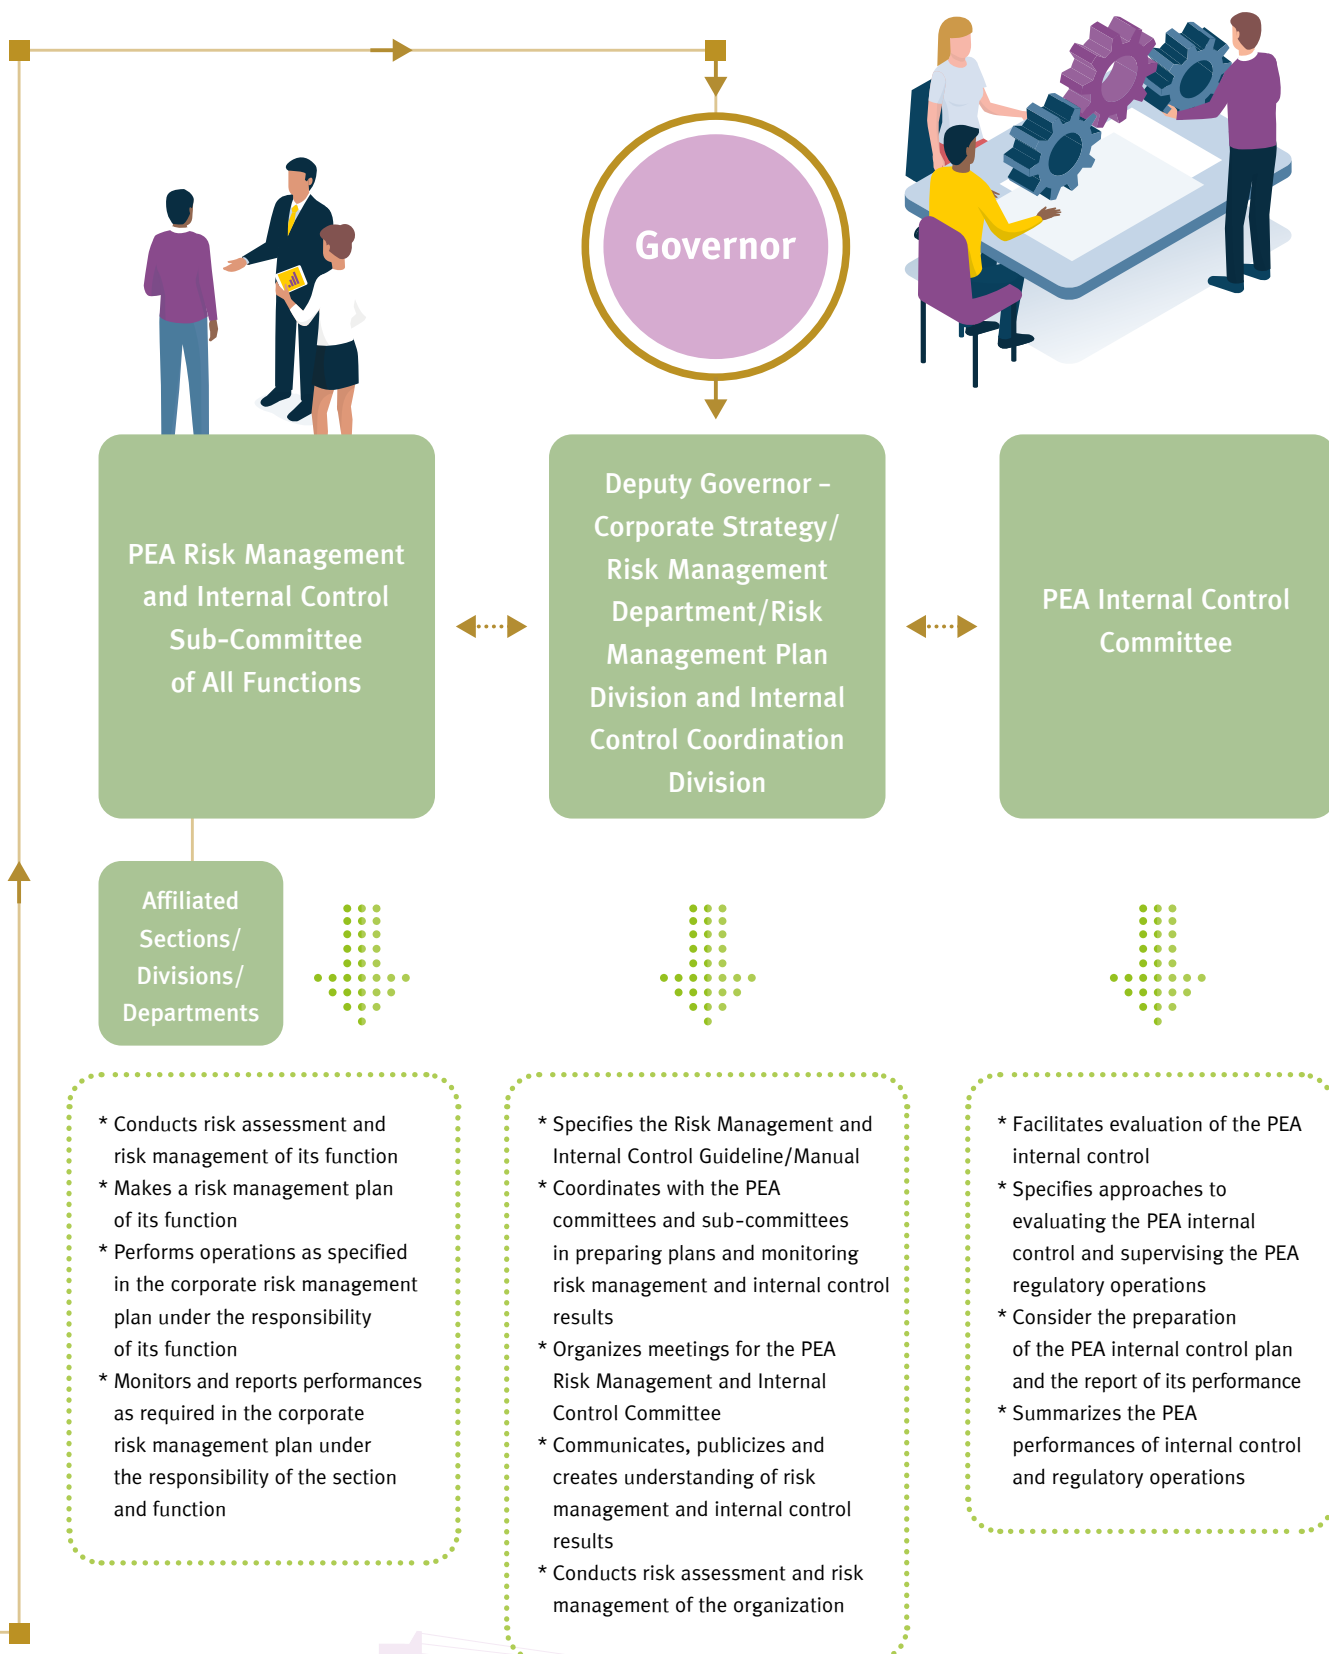 Governor
PEA Risk Management
and Internal Control
Sub-Committee
of All Functions
Deputy Governor –
Corporate Strategy/
Risk Management
Department/Risk
Management Plan
Division and Internal
Control Coordination
Division
PEA Internal Control
Committee
Affiliated
Sections/
Divisions/
Departments
* Conducts risk assessment and
risk management of its function
* Makes a risk management plan
of its function
* Performs operations as specified
in the corporate risk management
plan under the responsibility
of its function
* Monitors and reports performances
as required in the corporate
risk management plan under
the responsibility of the section
and function
* Specifies the Risk Management and
Internal Control Guideline/Manual
* Coordinates with the PEA
committees and sub-committees
in preparing plans and monitoring
risk management and internal control
results
* Organizes meetings for the PEA
Risk Management and Internal
Control Committee
* Communicates, publicizes and
creates understanding of risk
management and internal control
results
* Conducts risk assessment and risk
management of the organization
* Facilitates evaluation of the PEA
internal control
* Specifies approaches to
evaluating the PEA internal
control and supervising the PEA
regulatory operations
* Consider the preparation
of the PEA internal control plan
and the report of its performance
* Summarizes the PEA
performances of internal control
and regulatory operations